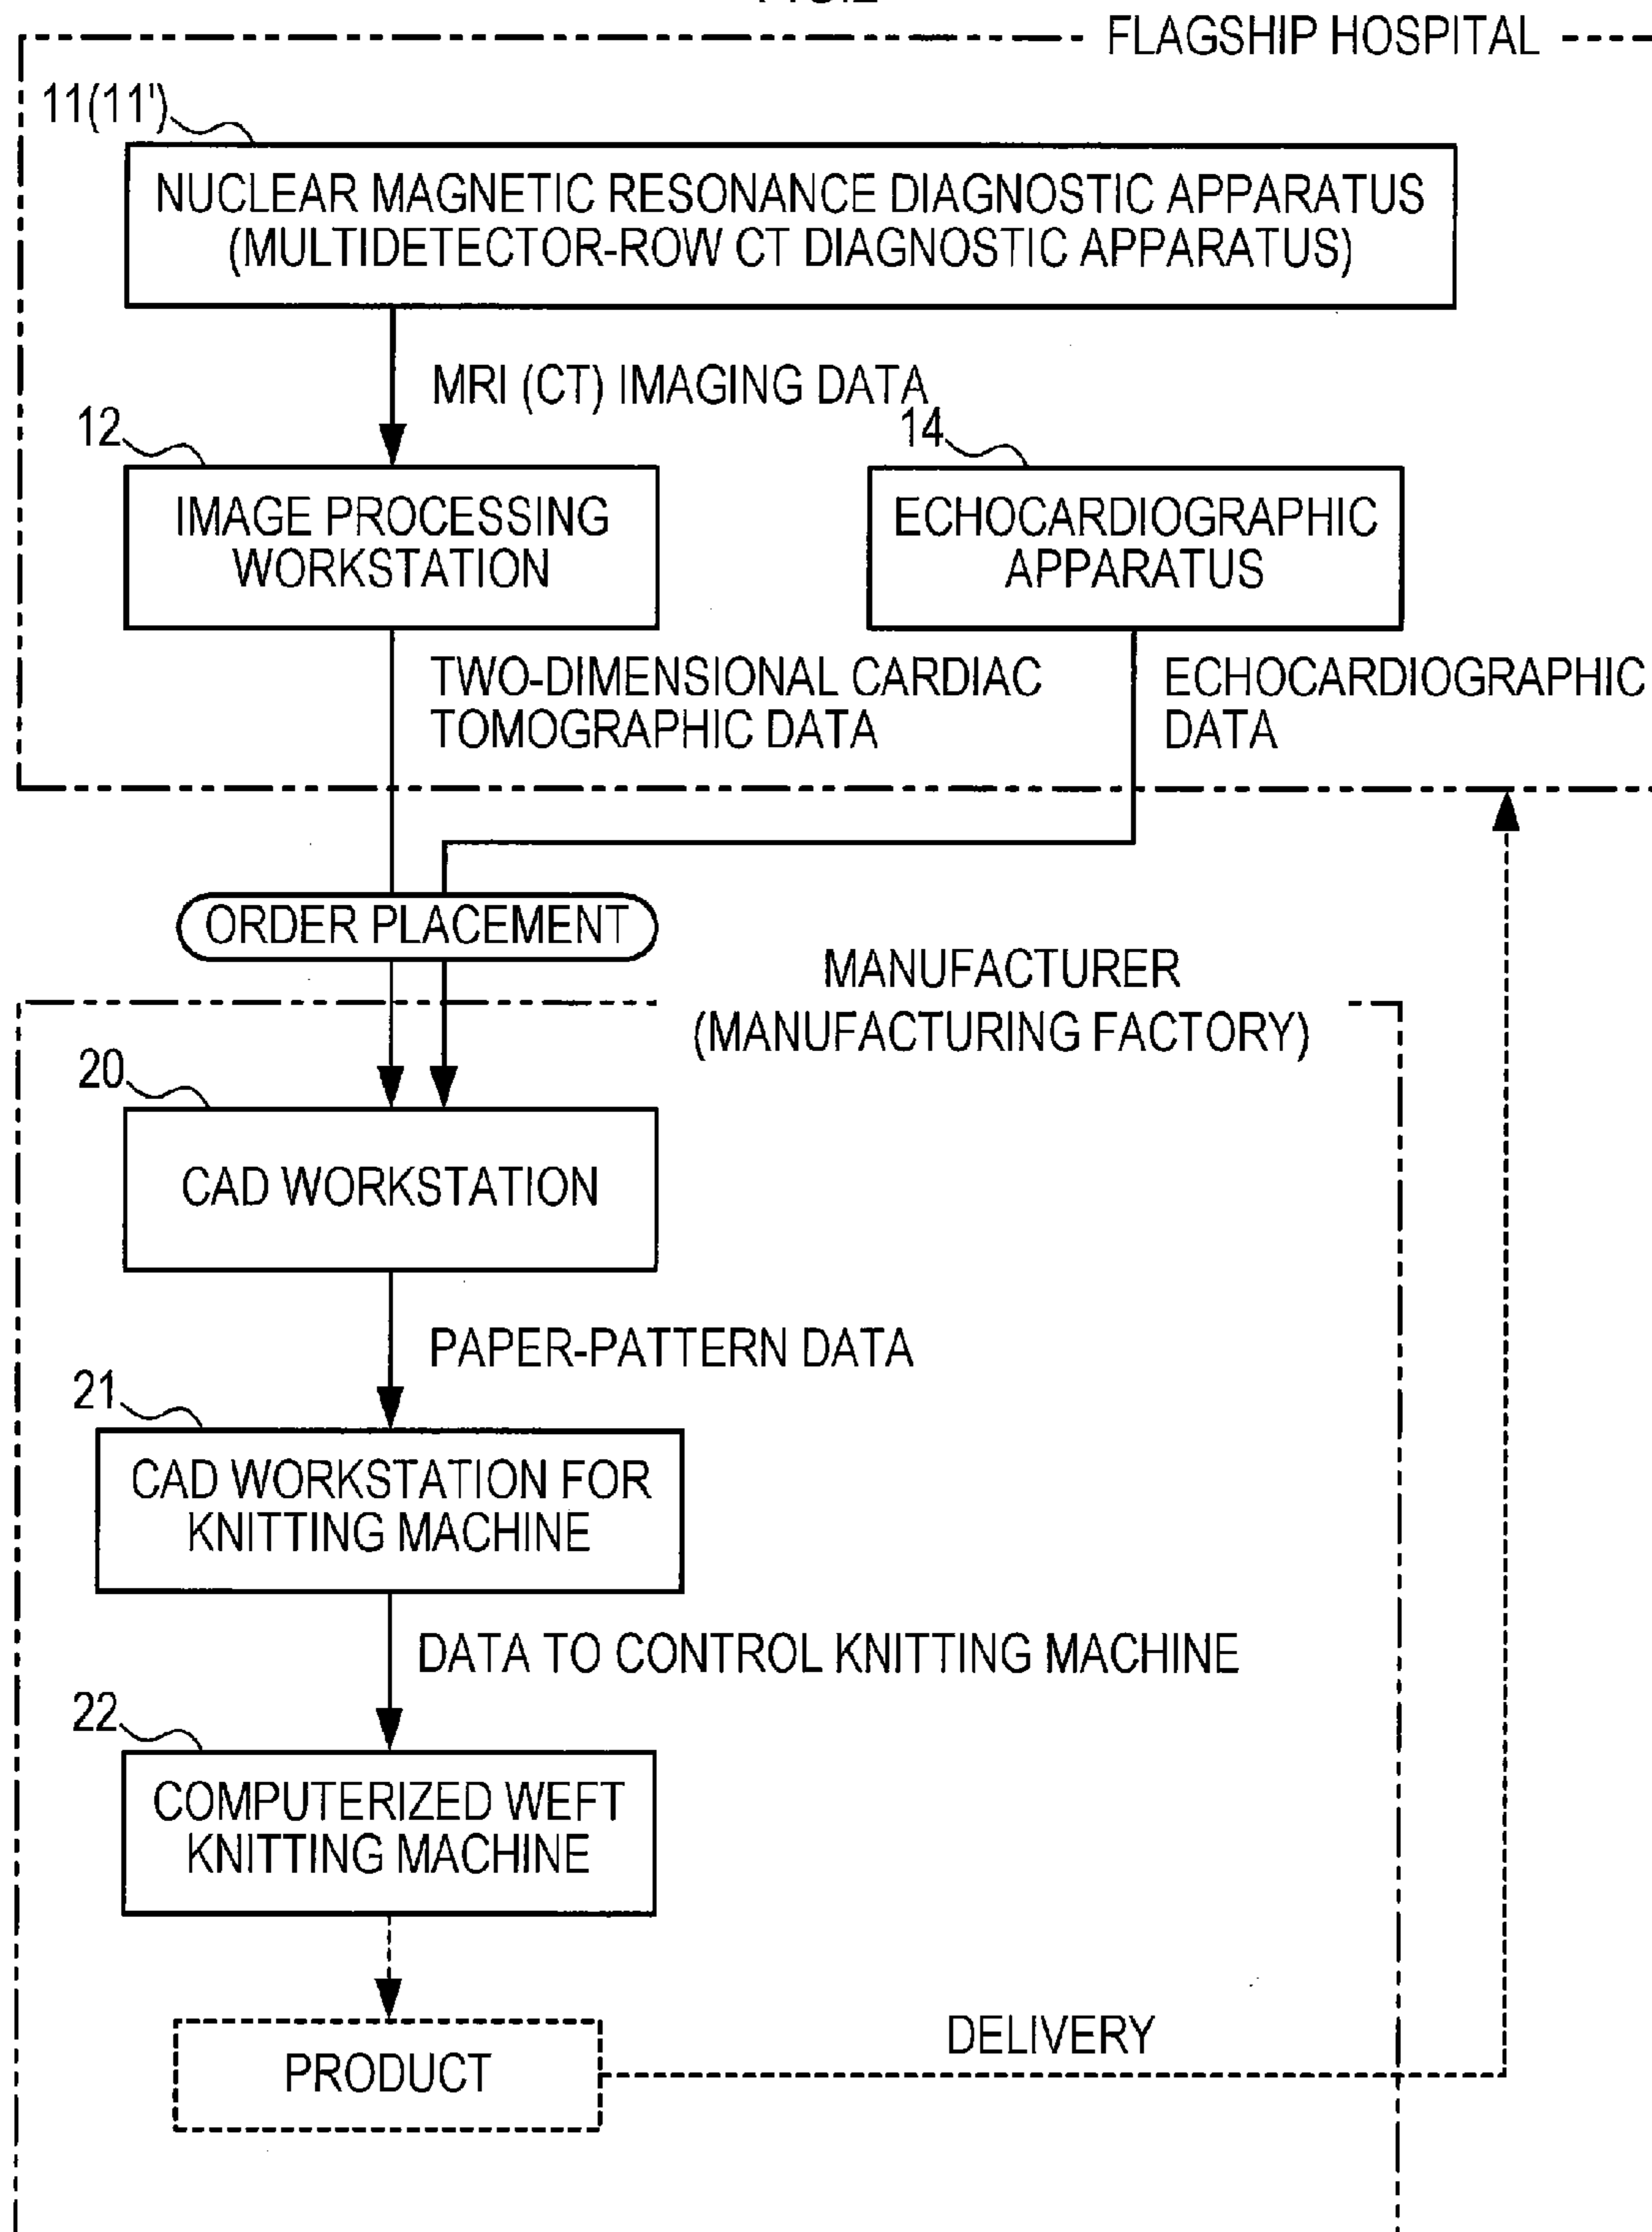 FLAGSHIP HOSPITAL
11(11')
NUCLEAR MAGNETIC RESONANCE DIAGNOSTIC APPARATUS
(MULTIDETECTOR-ROW CT DIAGNOSTIC APPARATUS)
MRI (CT) IMAGING DATA
12
14
IMAGE PROCESSING
WORKSTATION
ECHOCARDIOGRAPHIC
APPARATUS
TWO-DIMENSIONAL CARDIAC
TOMOGRAPHIC DATA
ECHOCARDIOGRAPHIC
DATA
ORDER PLACEMENT
MANUFACTURER
(MANUFACTURING FACTORY)
20
CAD WORKSTATION
PAPER-PATTERN DATA
21
CAD WORKSTATION FOR
KNITTING MACHINE
DATA TO CONTROL KNITTING MACHINE
22
COMPUTERIZED WEFT
KNITTING MACHINE
DELIVERY
PRODUCT